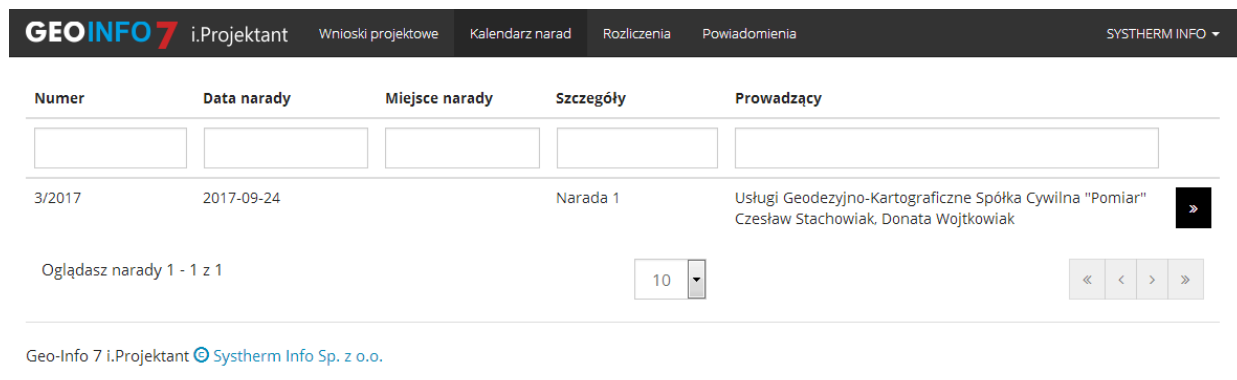 GEOINFO 7 i.Projektant Wnioski projektowe Kalendarz narad Rozliczenia Powiadomienia SYSTHERM INFO
Numer Data narady Miejsce narady Szczegóły Prowadzący
3/2017 2017-09-24 Narada 1 Usługi Geodezyjno-Kartograficzne Spółka Cywilna "Pomiar"
Czesław Stachowiak, Donata Wojtkowiak
»
Oglądasz narady 1 - 1 z 1 10 « ‹ › »
Geo-Info 7 i.Projektant © Systherm Info Sp. z o.o.